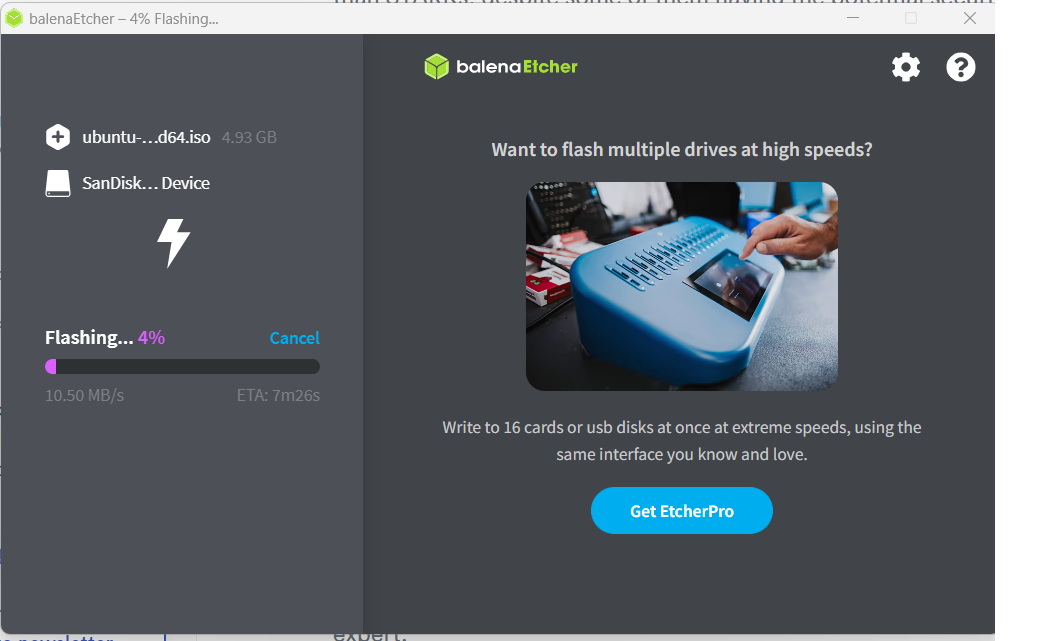 balenaEtcher – 4% Flashing...
balenaEtcher
ubuntu-...d64.iso 4.93 GB
SanDisk... Device
Flashing... 4% Cancel
10.50 MB/s ETA: 7m26s
Want to flash multiple drives at high speeds?
Write to 16 cards or usb disks at once at extreme speeds, using the
same interface you know and love.
Get EtcherPro
expert.